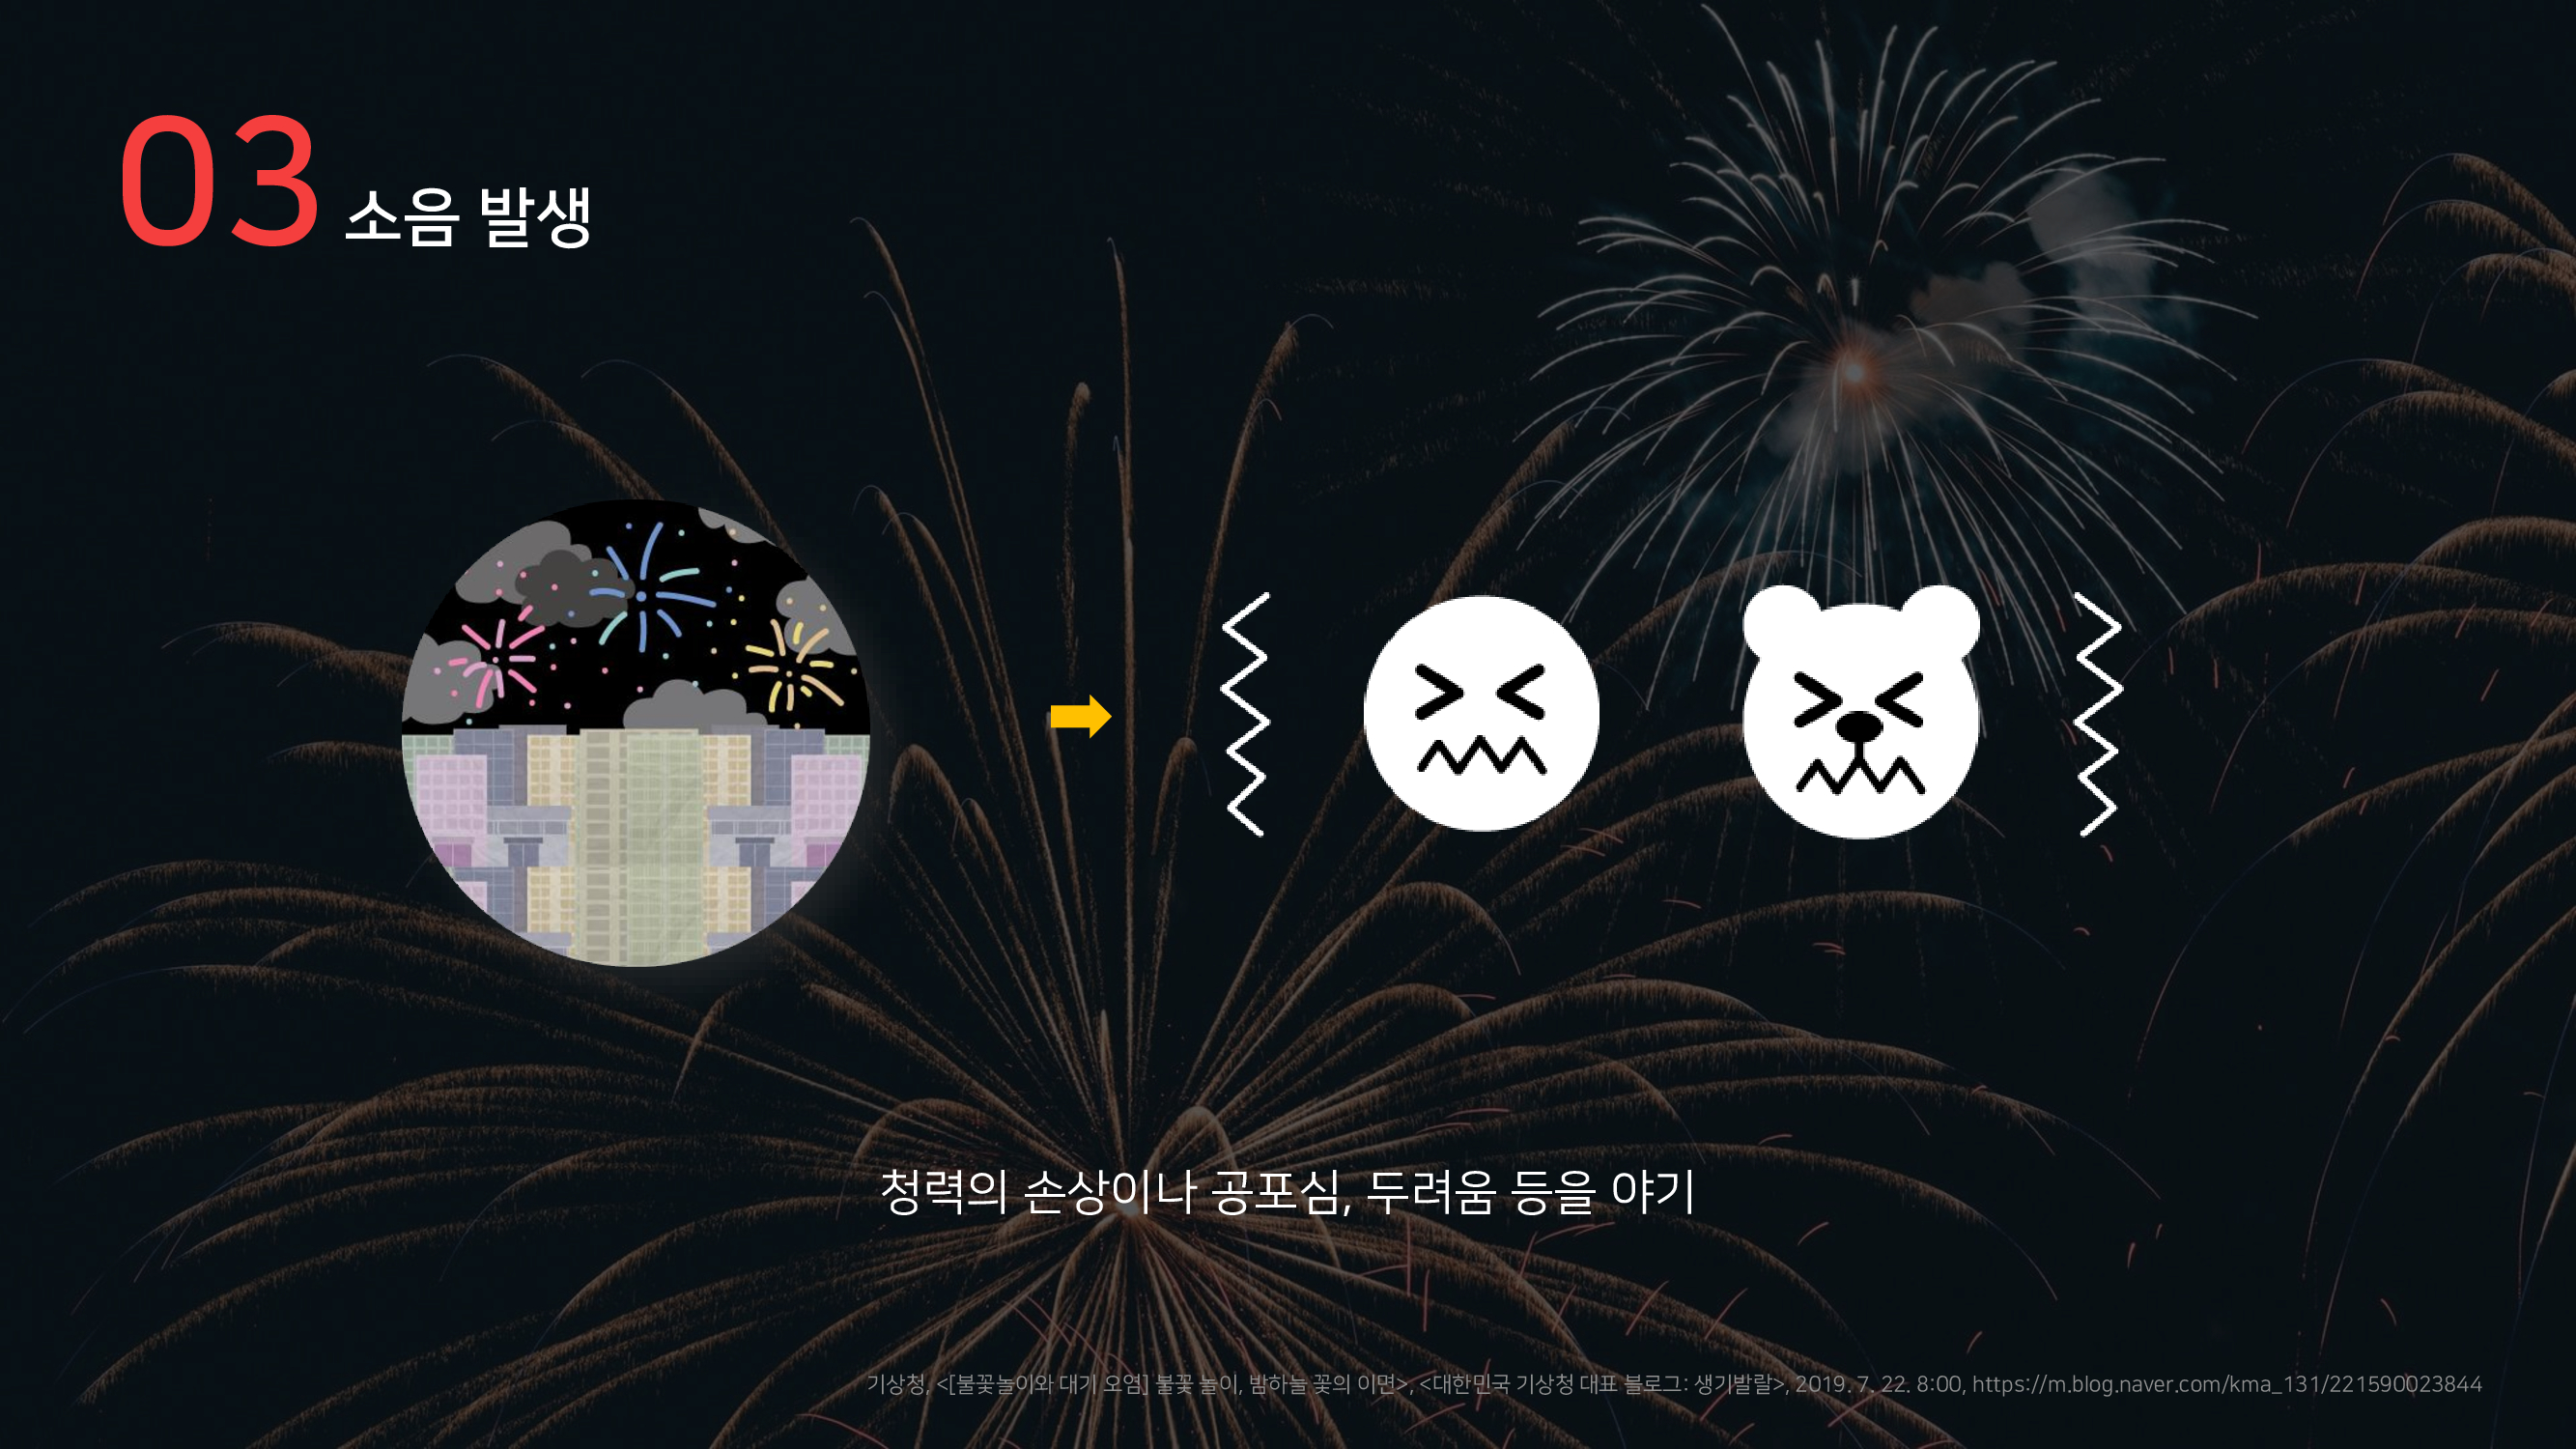 03 소음 발생
청력의 손상이나 공포심, 두려움 등을 야기
기상청, <[불꽃놀이와 대기 오염] 불꽃 놀이, 밤하늘 꽃의 이면>, <대한민국 기상청 대표 블로그: 생기발랄>, 2019. 7. 22. 8:00, https://m.blog.naver.com/kma_131/221590023844